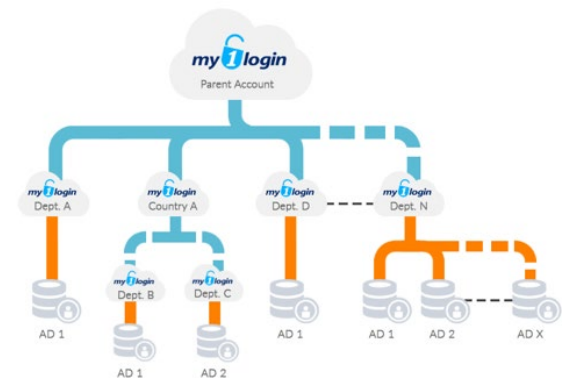 my1login
Parent Account
my1login
Dept. A
my1login
Country A
my1login
Dept. D
my1login
Dept. N
my1login
Dept. B
my1login
Dept. C
AD 1
AD 1
AD 2
AD 1
AD 1
AD 2
AD X